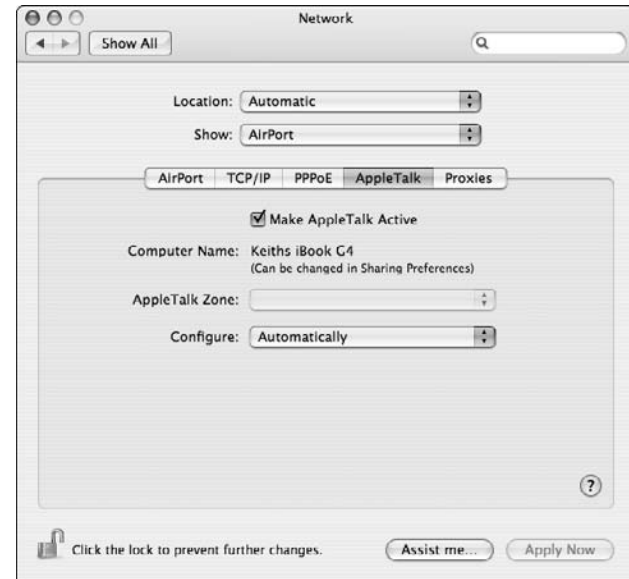 Network
Show All
Location: Automatic
Show: AirPort
AirPort TCP/IP PPPoE AppleTalk Proxies
Make AppleTalk Active
Computer Name: Keiths iBook G4
(Can be changed in Sharing Preferences)
AppleTalk Zone:
Configure: Automatically
?
Click the lock to prevent further changes. Assist me... Apply Now